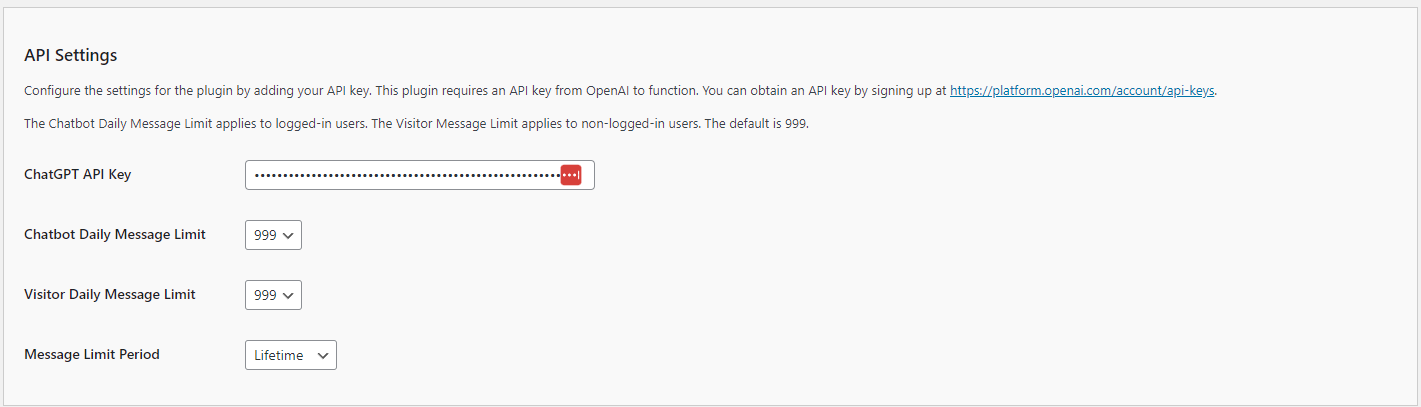 API Settings
Configure the settings for the plugin by adding your API key. This plugin requires an API key from OpenAI to function. You can obtain an API key by signing up at https://platform.openai.com/account/api-keys.
The Chatbot Daily Message Limit applies to logged-in users. The Visitor Message Limit applies to non-logged-in users. The default is 999.
ChatGPT API Key
Chatbot Daily Message Limit 999
Visitor Daily Message Limit 999
Message Limit Period Lifetime